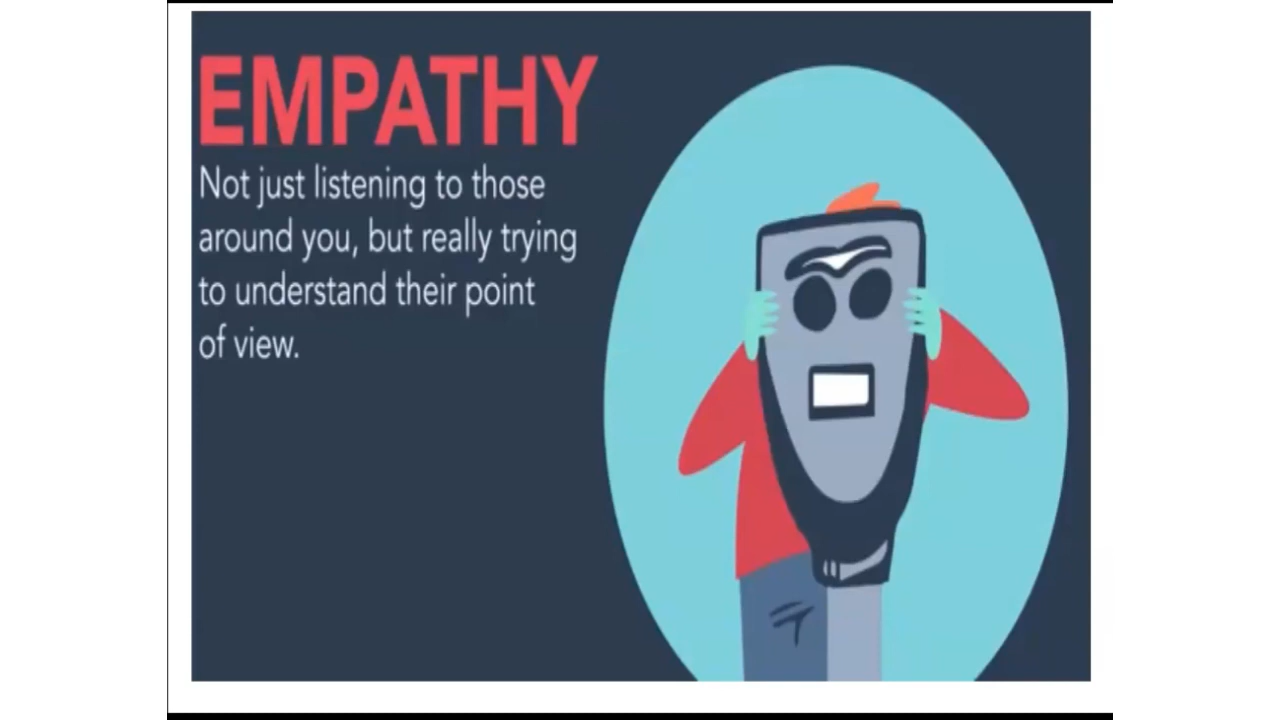 EMPATHY
Not just listening to those
around you, but really trying
to understand their point
of view.